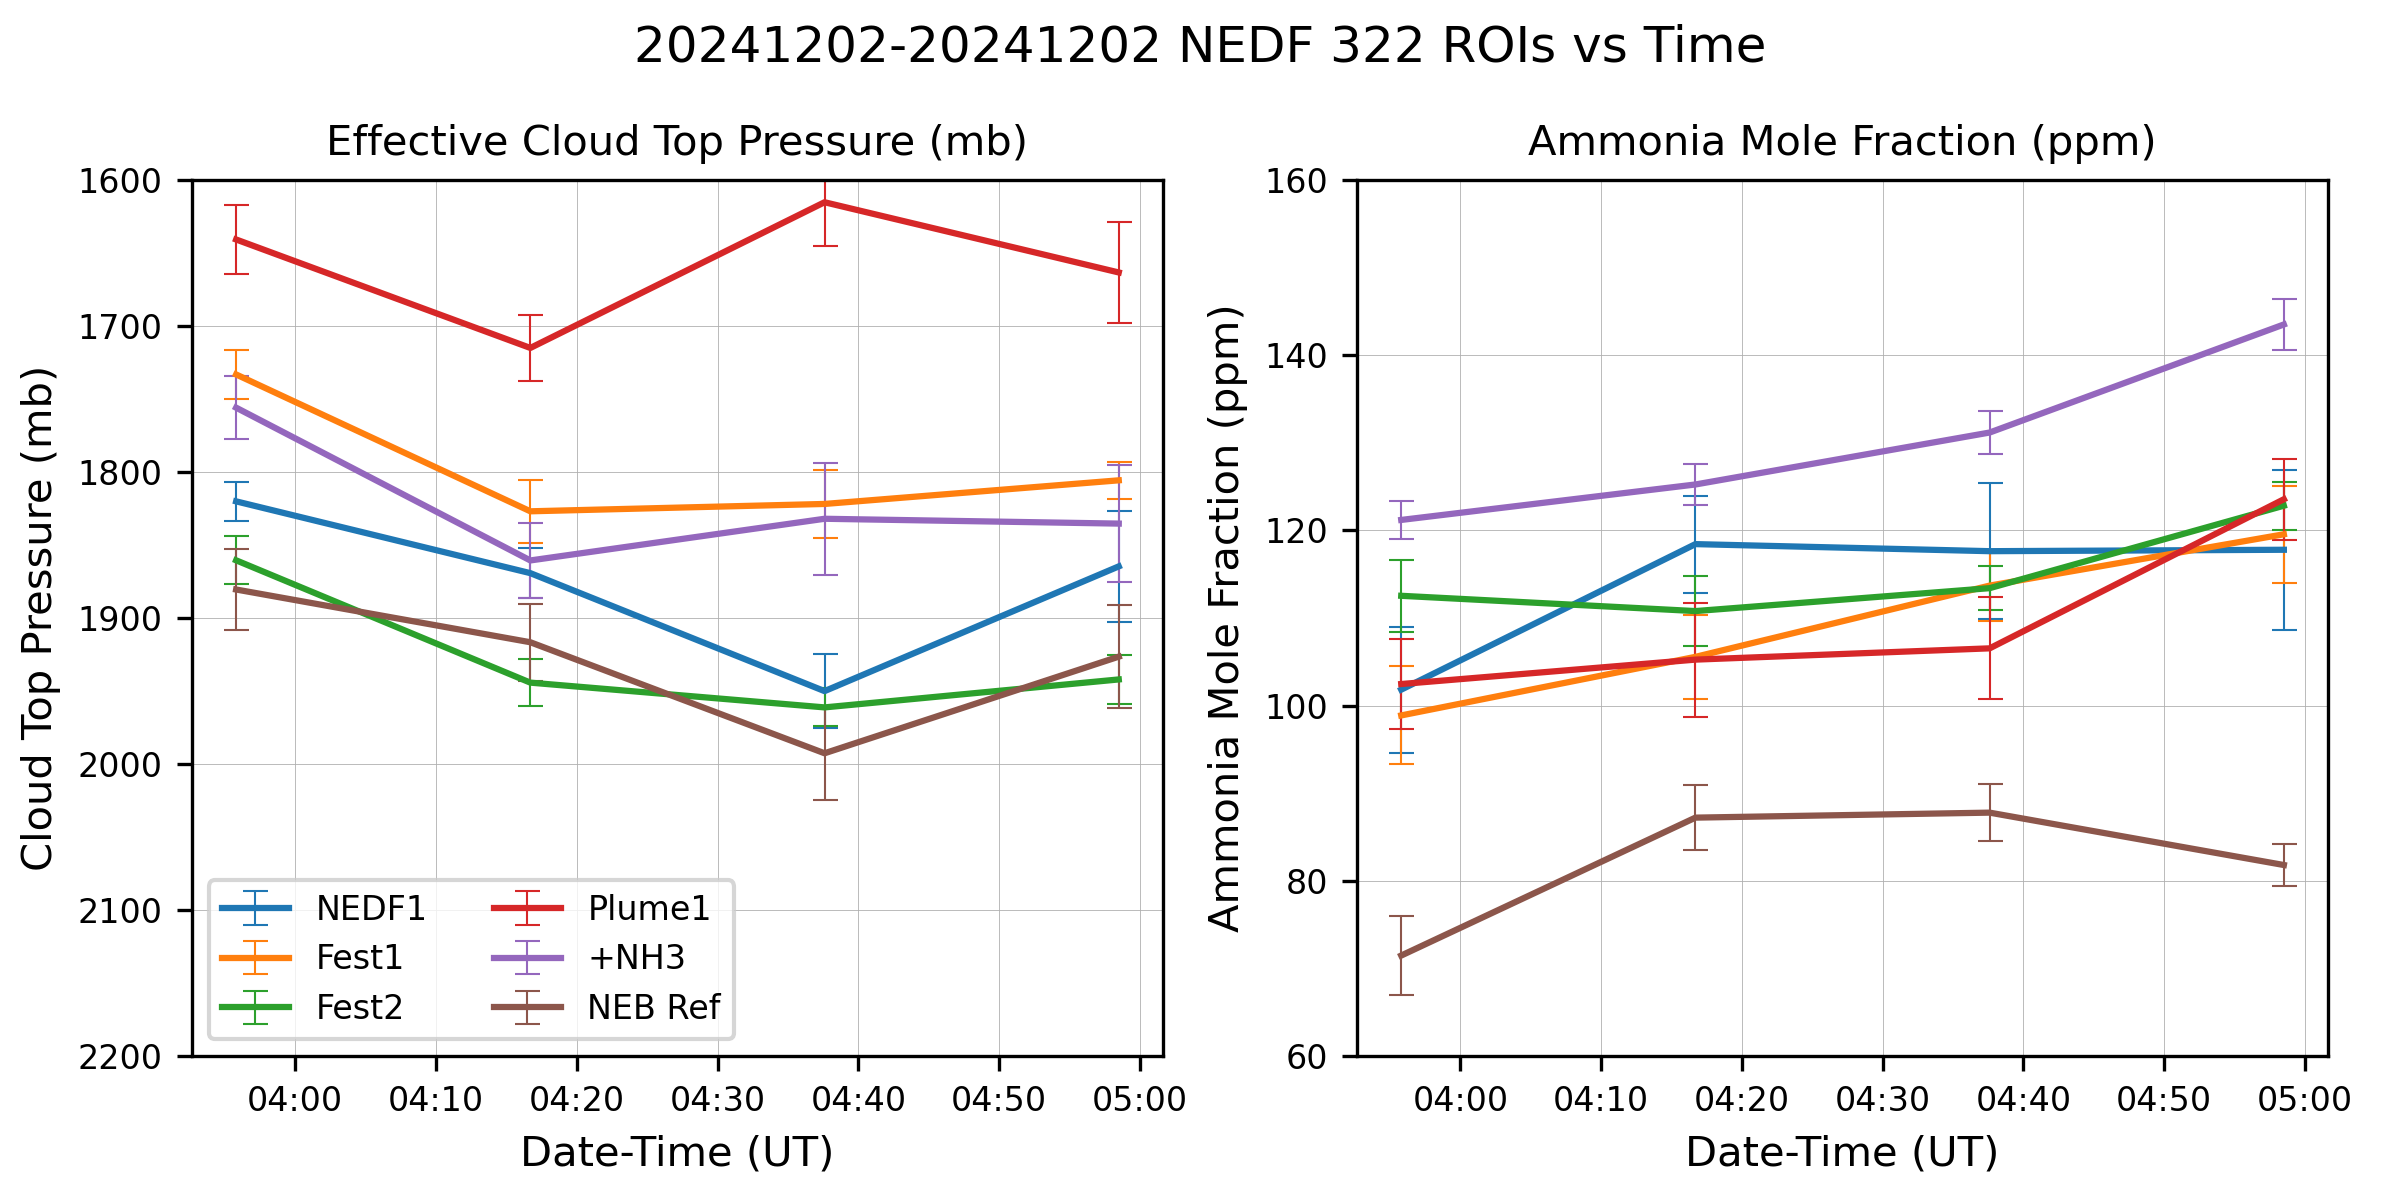 20241202-20241202 NEDF 322 ROIs vs Time
Effective Cloud Top Pressure (mb)
Cloud Top Pressure (mb)
1600
1700
1800
1900
2000
2100
2200
NEDF1
Fest1
Fest2
Plume1
+NH3
NEB Ref
04:00 04:10 04:20 04:30 04:40 04:50 05:00
Date-Time (UT)
Ammonia Mole Fraction (ppm)
Ammonia Mole Fraction (ppm)
160
140
120
100
80
60
04:00 04:10 04:20 04:30 04:40 04:50 05:00
Date-Time (UT)